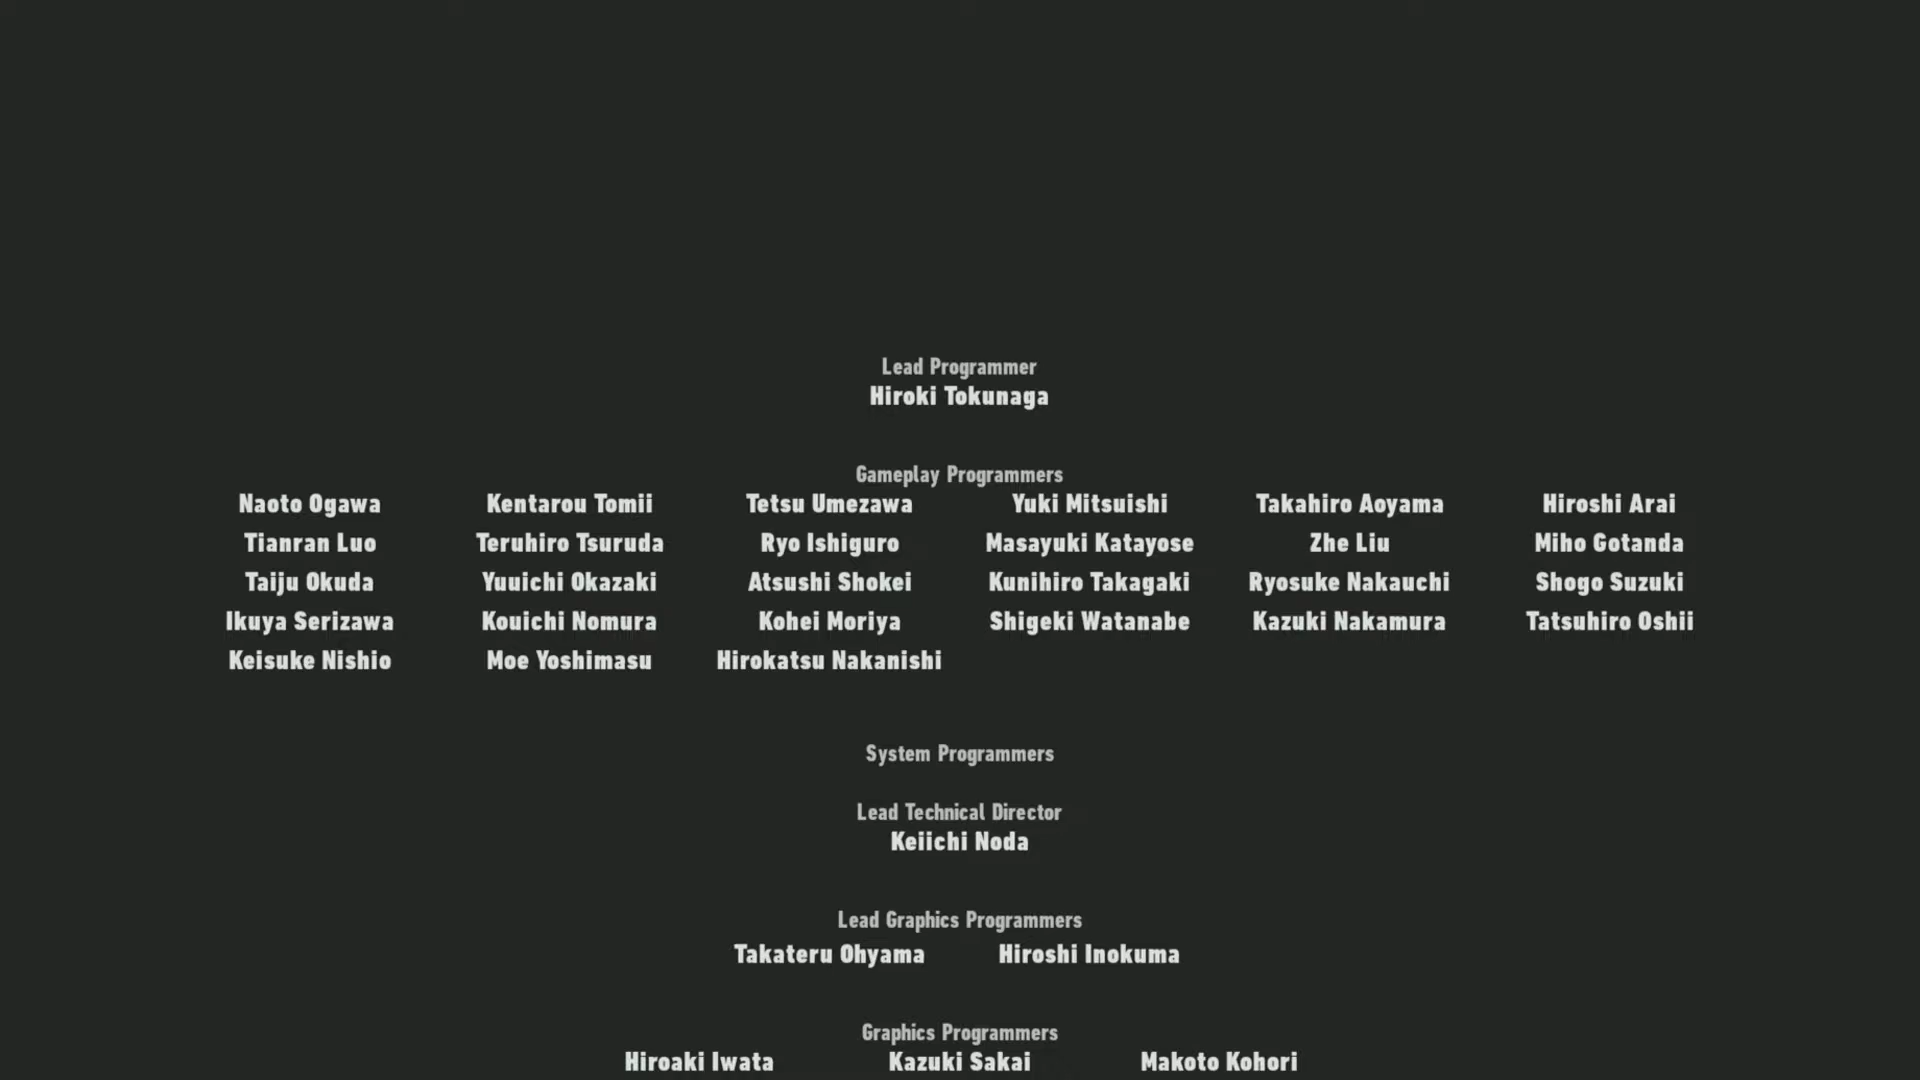 Lead Programmer
Hiroki Tokunaga
Gameplay Programmers
Naoto Ogawa Kentarou Tomii Tetsu Umezawa Yuki Mitsuishi Takahiro Aoyama Hiroshi Arai
Tianran Luo Teruhiro Tsuruda Ryo Ishiguro Masayuki Katayose Zhe Liu Miho Gotanda
Taiju Okuda Yuuichi Okazaki Atsushi Shokei Kunihiro Takagaki Ryosuke Nakauchi Shogo Suzuki
Ikuya Serizawa Kouichi Nomura Kohei Moriya Shigeki Watanabe Kazuki Nakamura Tatsuhiro Oshii
Keisuke Nishio Moe Yoshimasu Hirokatsu Nakanishi
System Programmers
Lead Technical Director
Keiichi Noda
Lead Graphics Programmers
Takateru Ohyama Hiroshi Inokuma
Graphics Programmers
Hiroaki Iwata Kazuki Sakai Makoto Kohori